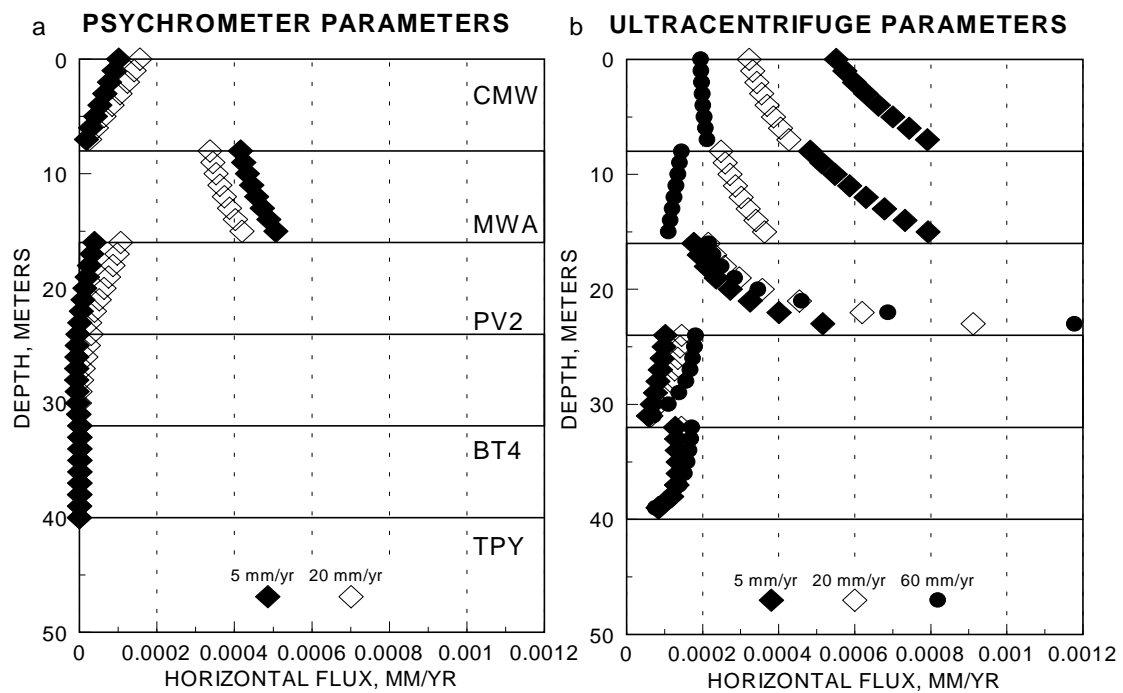 a PSYCHROMETER PARAMETERS
0
10
20
30
40
50
DEPTH, METERS
CMW
MWA
PV2
BT4
TPY
5 mm/yr 20 mm/yr
0 0.0002 0.0004 0.0006 0.0008 0.001 0.0012
HORIZONTAL FLUX, MM/YR
b ULTRACENTRIFUGE PARAMETERS
0
10
20
30
40
50
DEPTH, METERS
5 mm/yr 20 mm/yr 60 mm/yr
0 0.0002 0.0004 0.0006 0.0008 0.001 0.0012
HORIZONTAL FLUX, MM/YR